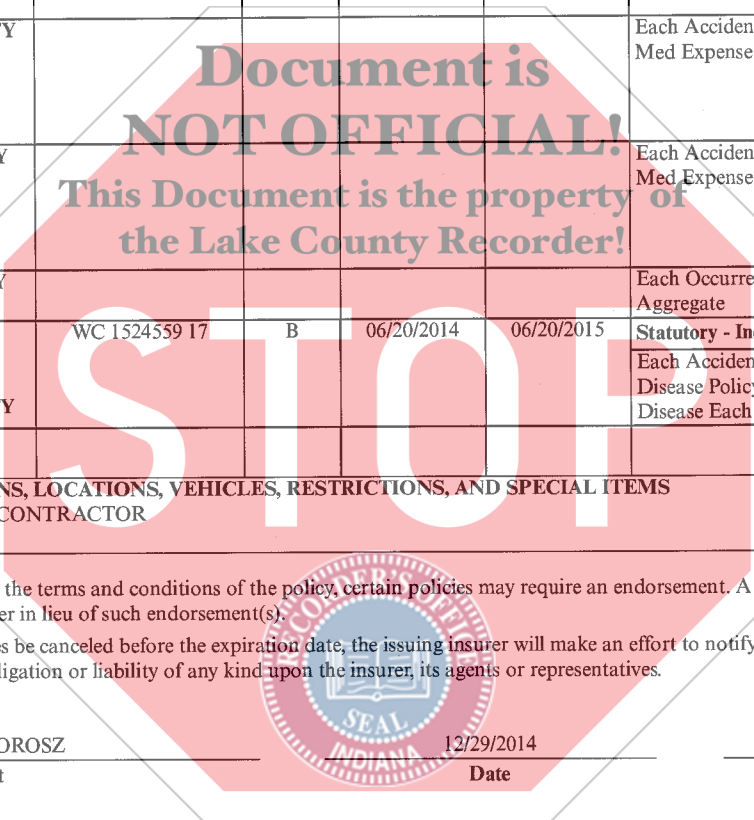 Y
Each Acciden
Med Expense
Document is
NOT OFFICIAL!
Y
Each Acciden
Med Expense
This Document is the property of
the Lake County Recorder!
Y
Each Occurre
Aggregate
WC 1524559 17 B 06/20/2014 06/20/2015 Statutory - In
Each Acciden
Y
Disease Policy
Disease Each
STOP
NS, LOCATIONS, VEHICLES, RESTRICTIONS, AND SPECIAL ITEMS
CONTRACTOR
the terms and conditions of the policy, certain policies may require an endorsement. A
er in lieu of such endorsement(s).
es be canceled before the expiration date, the issuing insurer will make an effort to notify
ligation or liability of any kind upon the insurer, its agents or representatives.
RECORDER'S OFFICE
SEAL
INDIANA
OROSZ 12/29/2014
t Date